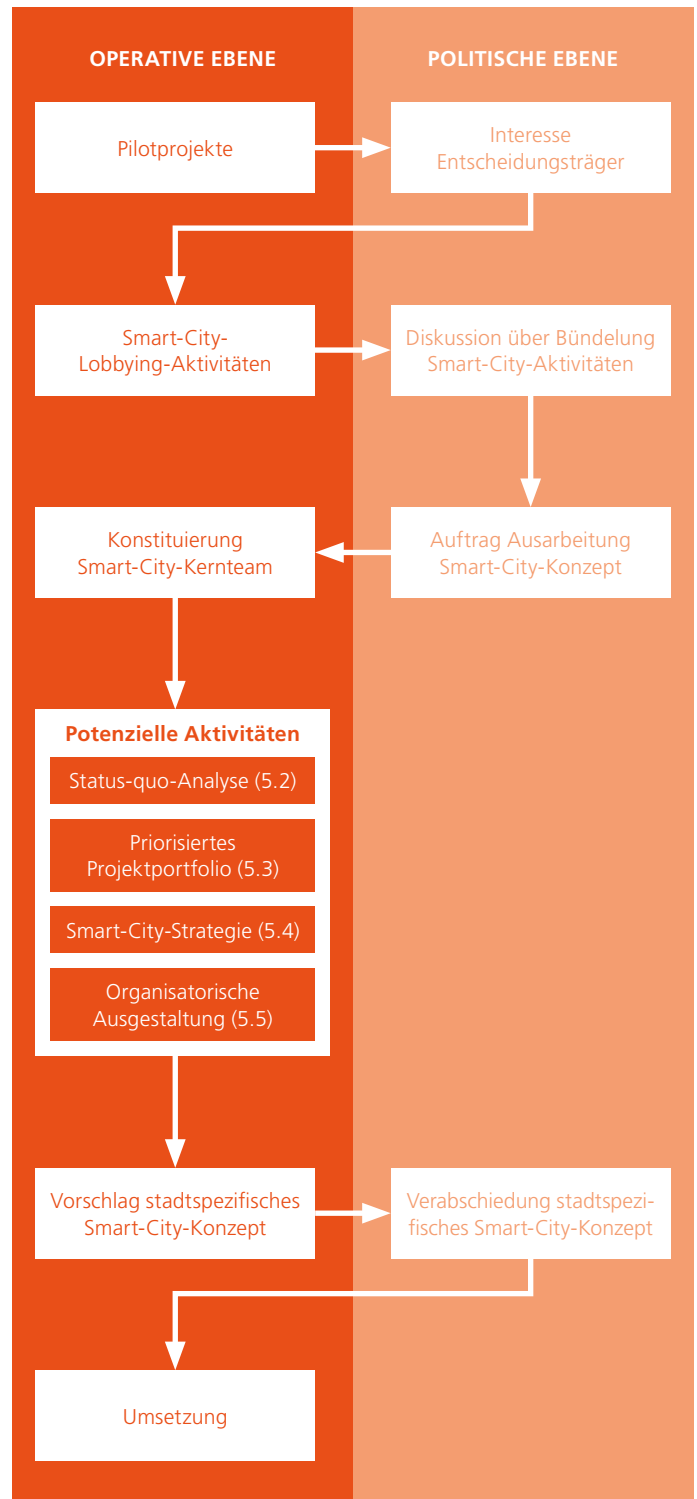 OPERATIVE EBENE
POLITISCHE EBENE
Pilotprojekte
Interesse
Entscheidungsträger
Smart-City-
Lobbying-Aktivitäten
Diskussion über Bündelung
Smart-City-Aktivitäten
Auftrag Ausarbeitung
Smart-City-Konzept
Konstituierung
Smart-City-Kernteam
Potenzielle Aktivitäten
Status-quo-Analyse (5.2)
Priorisiertes
Projektportfolio (5.3)
Smart-City-Strategie (5.4)
Organisatorische
Ausgestaltung (5.5)
Vorschlag stadtspezifisches
Smart-City-Konzept
Verabschiedung stadtspezi-
fisches Smart-City-Konzept
Umsetzung